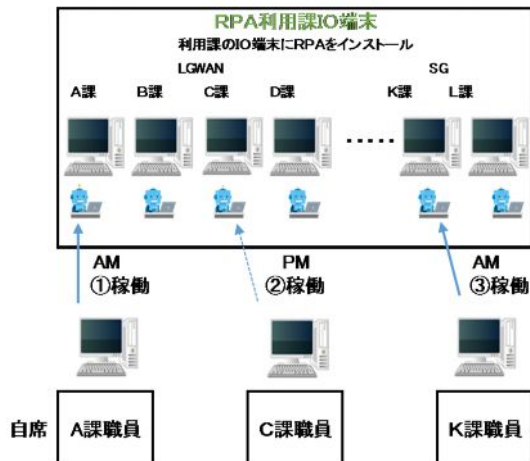 RPA利用課IO端末
利用課のIO端末にRPAをインストール
LGWAN SG
A課 B課 C課 D課 K課 L課
.....
AM PM AM
①稼働 ②稼働 ③稼働
自席 A課職員 C課職員 K課職員